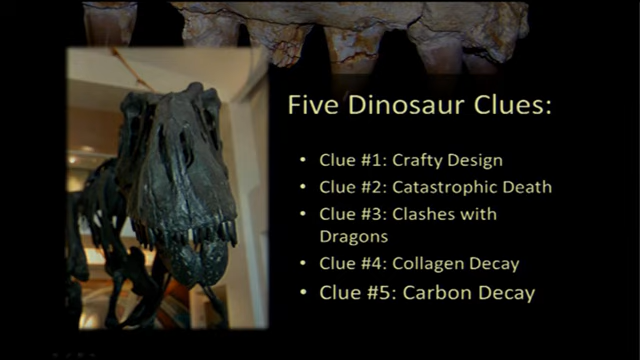 Five Dinosaur Clues:
• Clue #1: Crafty Design
• Clue #2: Catastrophic Death
• Clue #3: Clashes with
Dragons
• Clue #4: Collagen Decay
• Clue #5: Carbon Decay